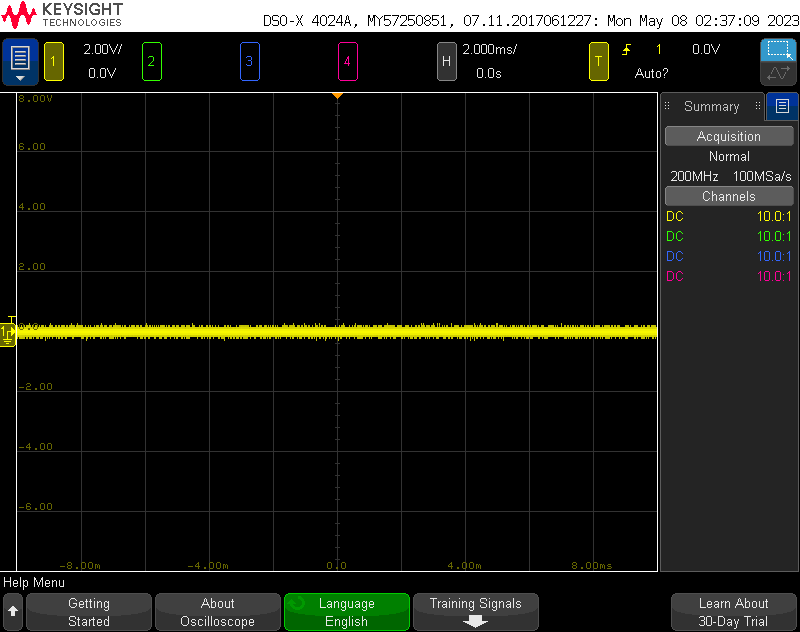 KEYSIGHT
TECHNOLOGIES
DSO-X 4024A, MY57250851, 07.11.2017061227: Mon May 08 02:37:09 2023
1
2.00V/
0.0V
2
3
4
H
2.000ms/
0.0s
T
1
0.0V
Auto?
8.00V
6.00
4.00
2.00
0.0
-2.00
-4.00
-6.00
T
1
-8.00m
-4.00m
0.0
4.00m
8.00ms
Summary
Acquisition
Normal
200MHz 100MSa/s
Channels
DC 10.0:1
DC 10.0:1
DC 10.0:1
DC 10.0:1
Help Menu
Getting
Started
About
Oscilloscope
Language
English
Training Signals
Learn About
30-Day Trial